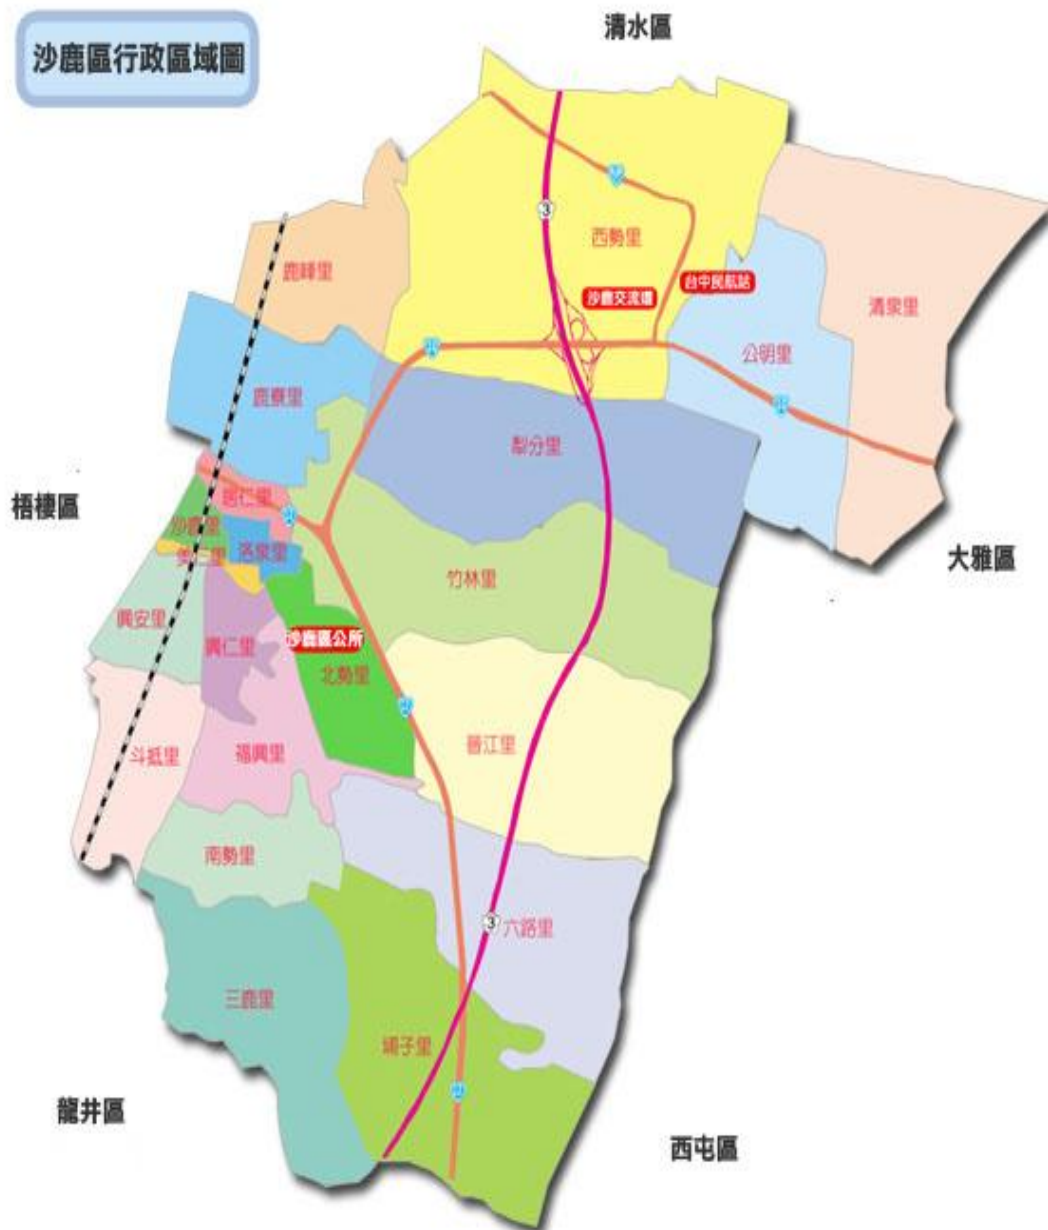 清水區
沙鹿區行政區域圖
西勢里
鹿峰里
台中民航站
沙鹿交流道
清泉里
公明里
鹿寮里
犁分里
居仁里
梧棲區
沙鹿里
洛泉里
美仁里
大雅區
竹林里
興安里
沙鹿區公所
興仁里
北勢里
晉江里
斗抵里
福興里
南勢里
六路里
三鹿里
埔子里
龍井區
西屯區
3
3